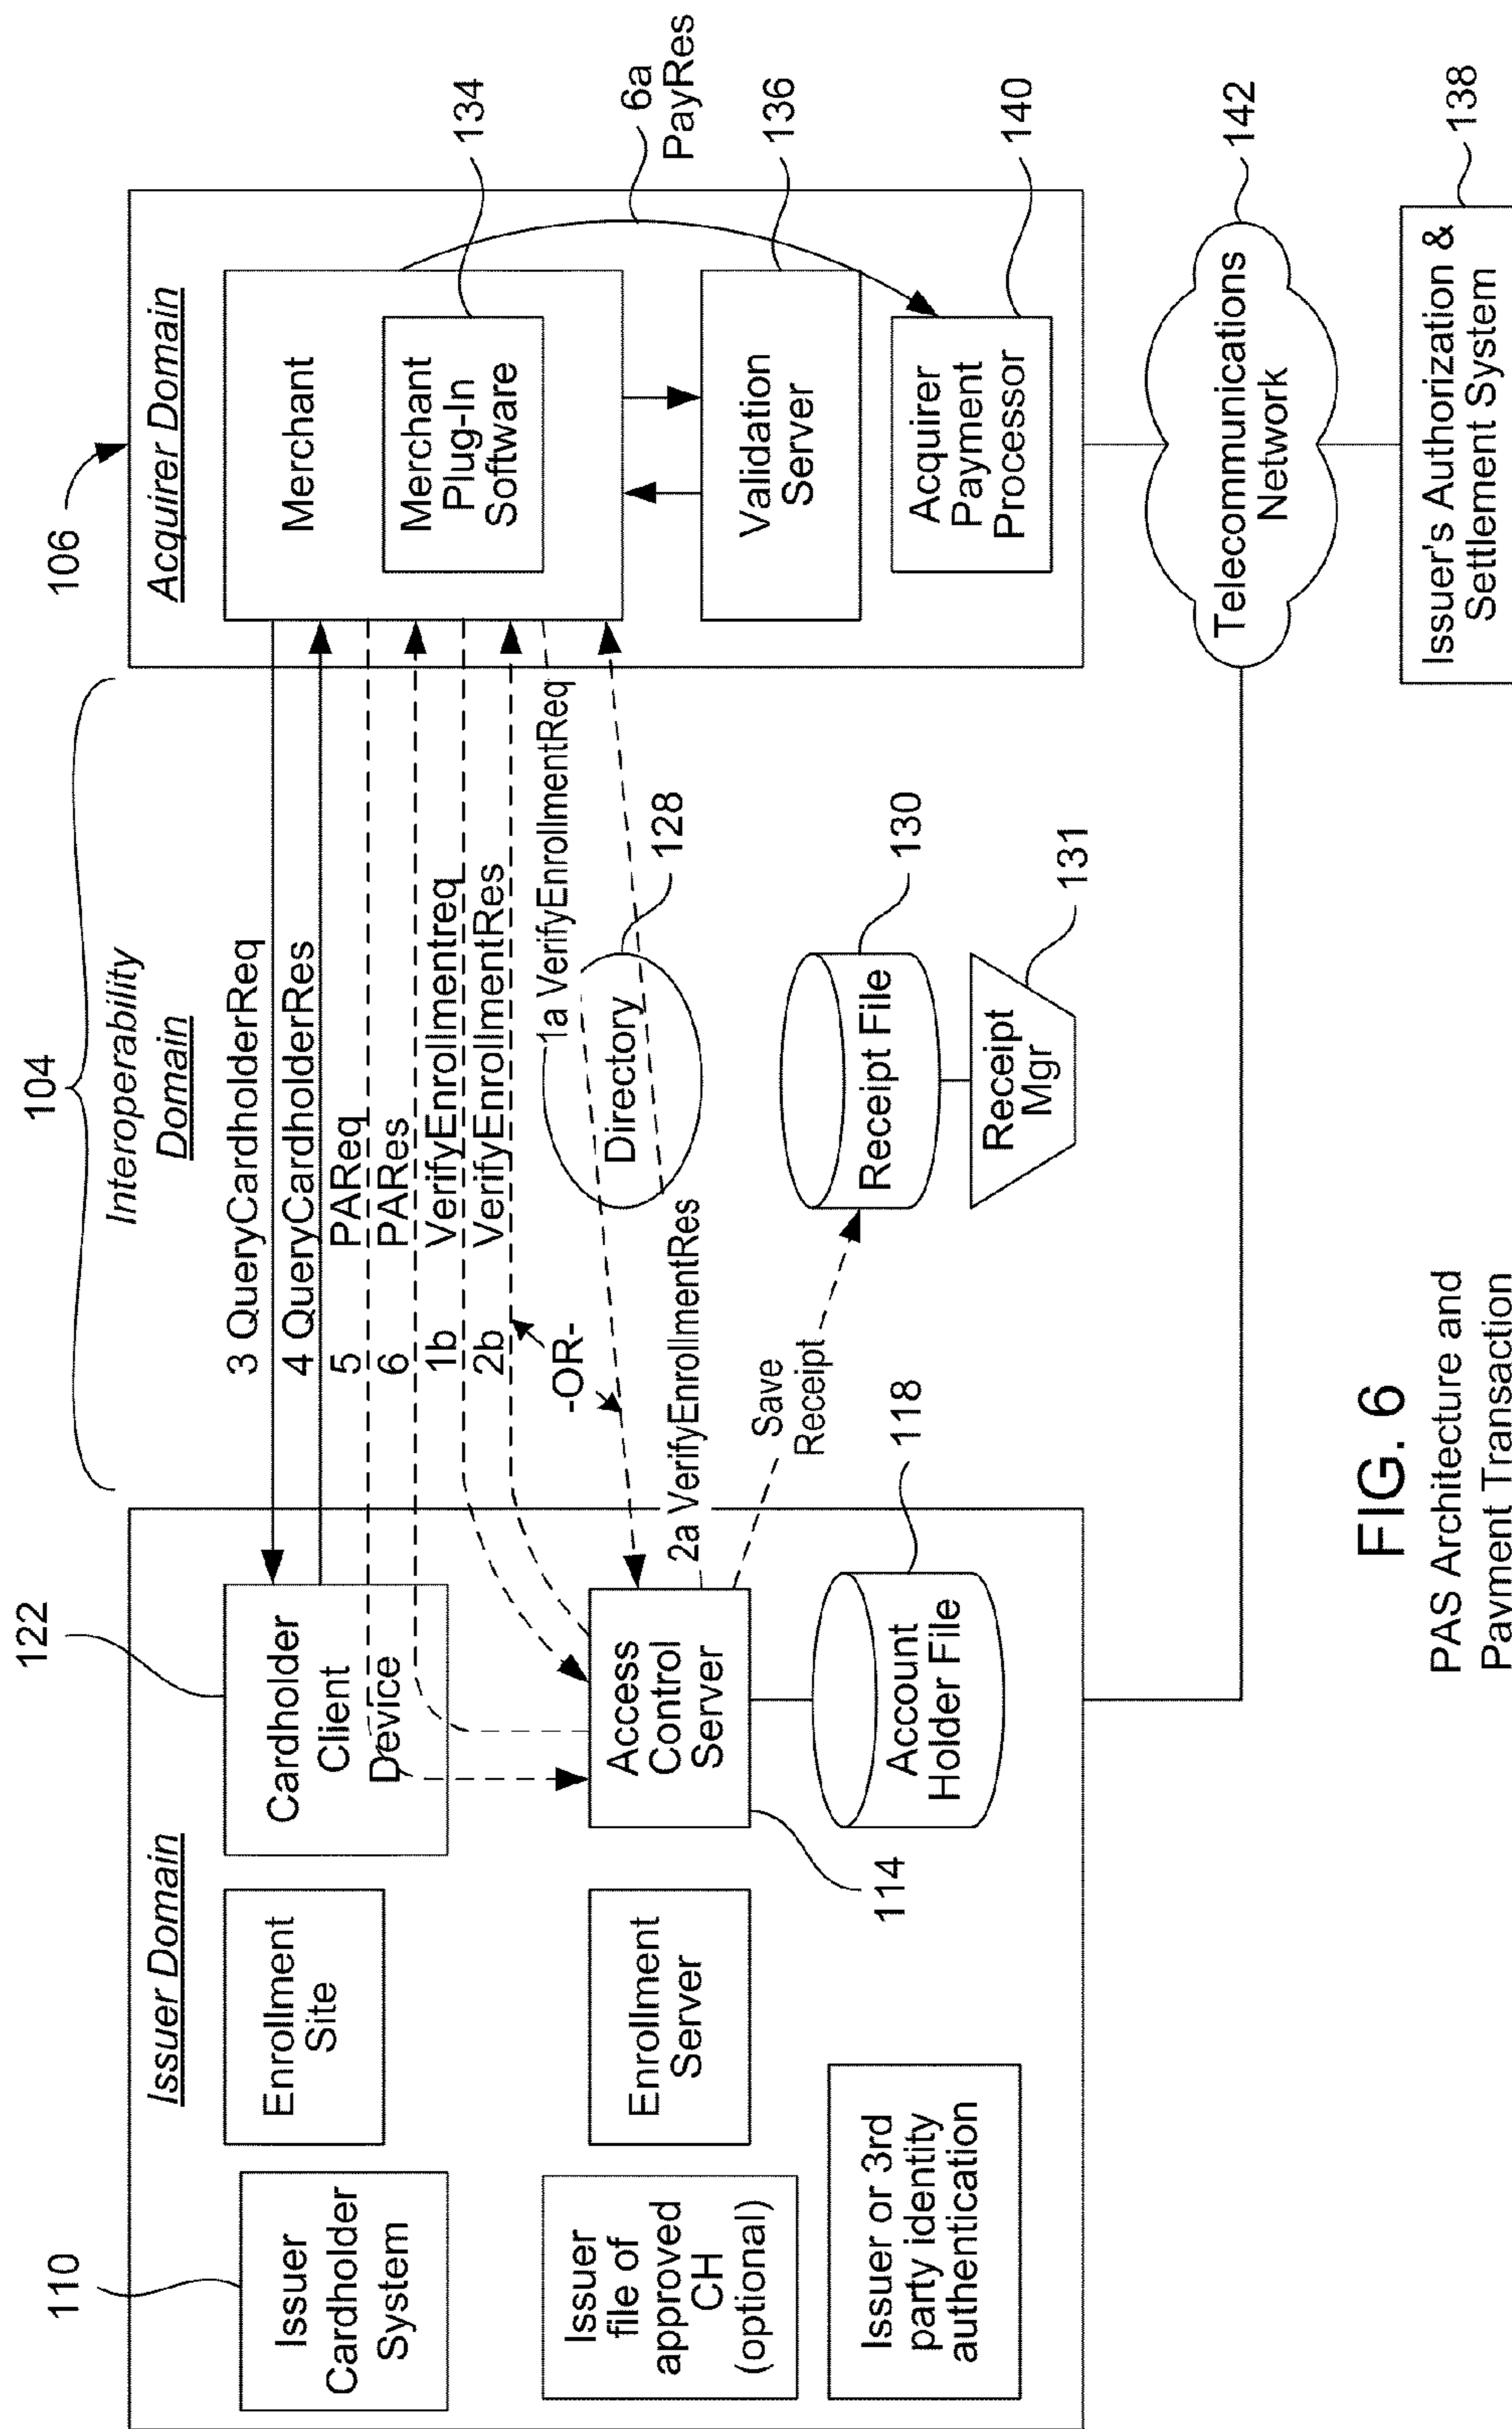 104
Interoperability
Domain
106
Acquirer Domain
122
110
Issuer Domain
Issuer
Cardholder
System
Enrollment
Site
Cardholder
Client
Device
3 QueryCardholderReq
4 QueryCardholderRes
5 PAReq
6 PARes
1b VerifyEnrollmentreq
2b VerifyEnrollmentRes
-OR-
1a VerifyEnrollmentReq
2a VerifyEnrollmentRes
Directory
128
Merchant
Merchant
Plug-In
Software
134
6a
PayRes
Validation
Server
136
Acquirer
Payment
Processor
140
Issuer
file of
approved
CH
(optional)
Enrollment
Server
Access
Control
Server
114
Save
Receipt
Receipt File
130
Receipt
Mgr
131
Issuer or 3rd
party identity
authentication
Account
Holder File
118
Telecommunications
Network
142
Issuer's Authorization &
Settlement System
138
FIG. 6
PAS Architecture and
Payment Transaction